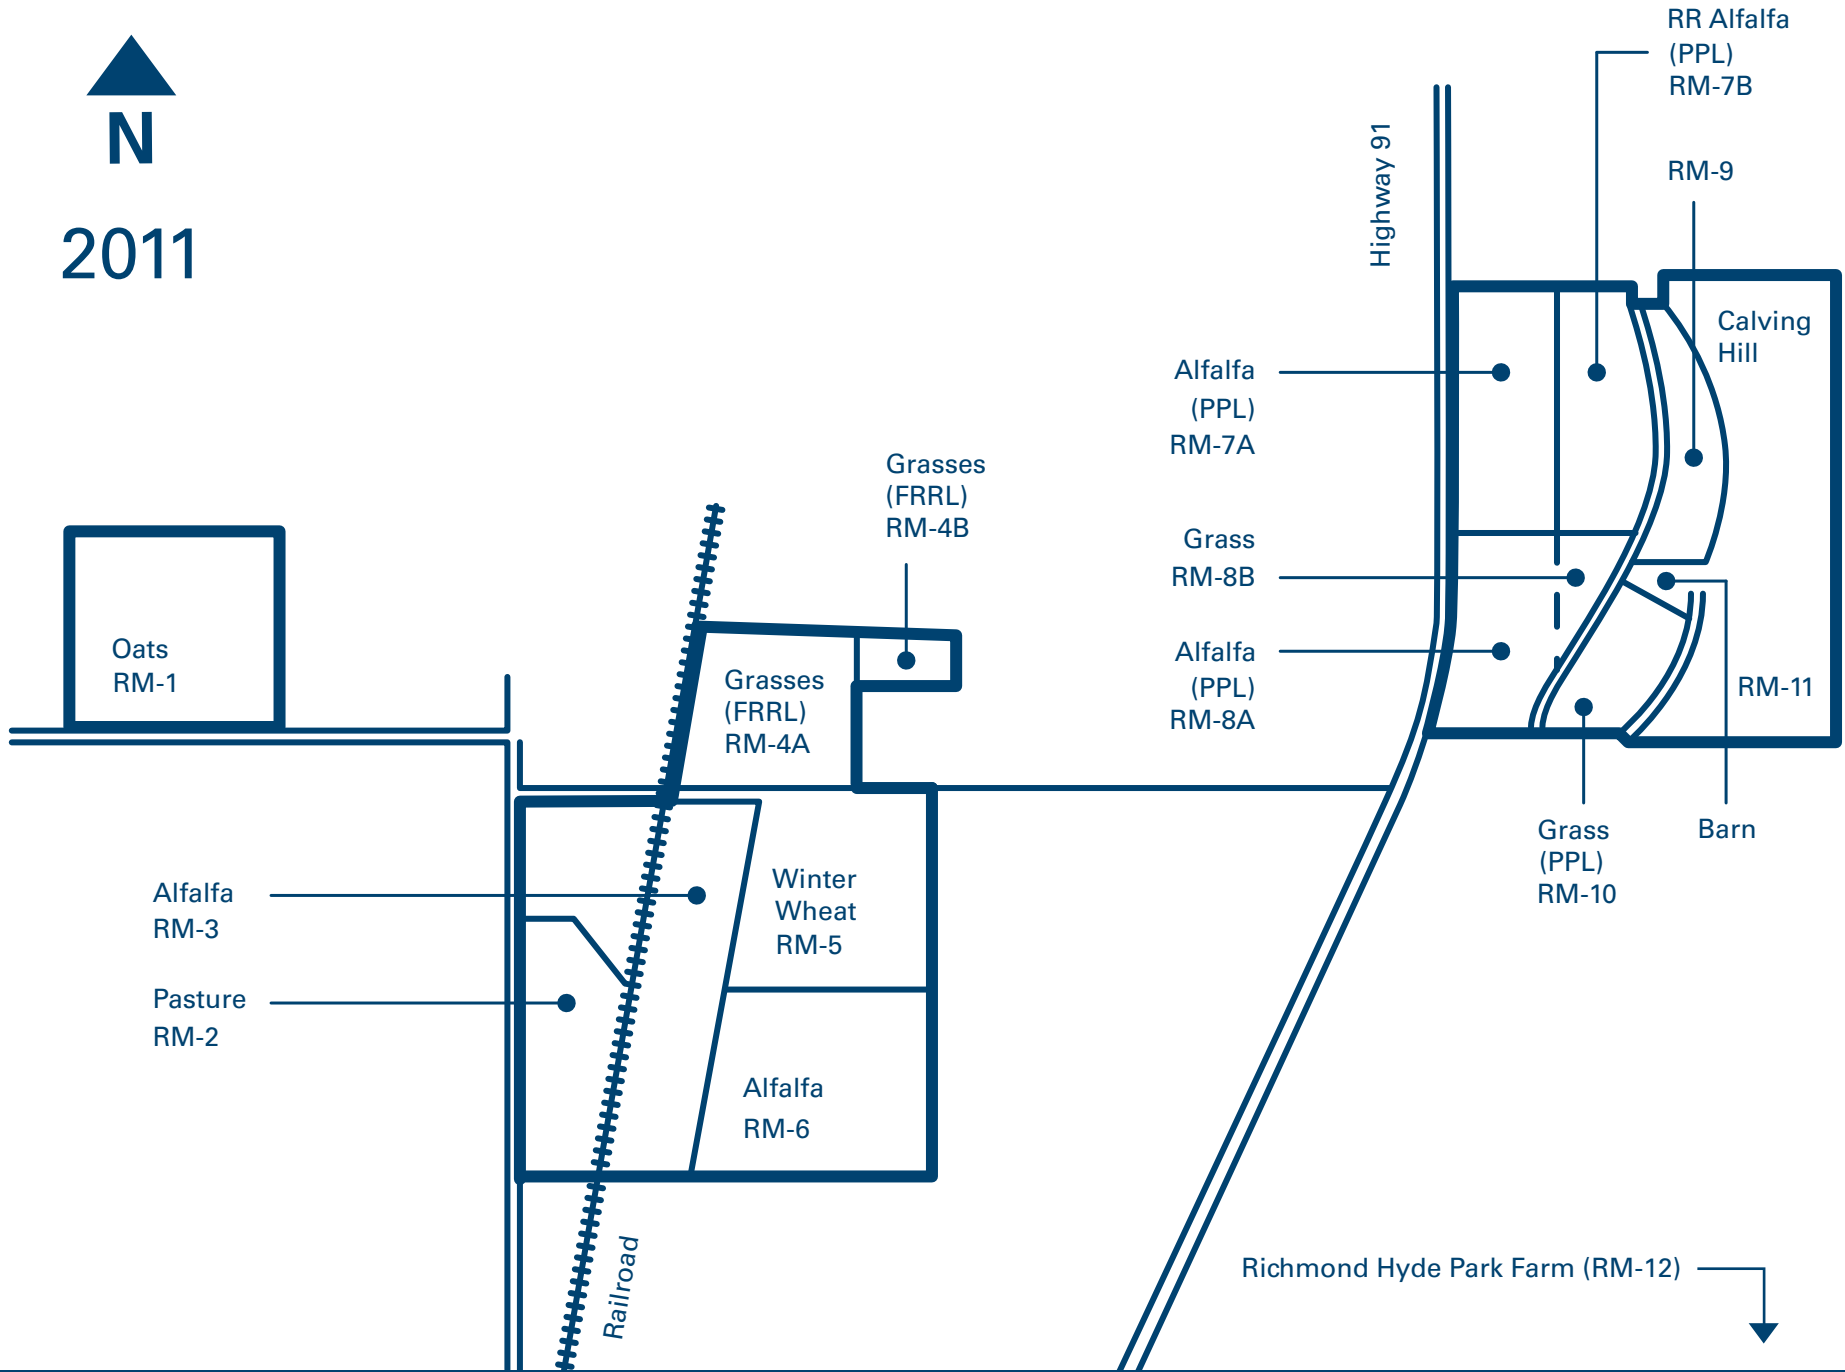 N
2011
RR Alfalfa
(PPL)
RM-7B
Highway 91
RM-9
Calving
Hill
Alfalfa
(PPL)
RM-7A
Grasses
(FRRL)
RM-4B
Grass
RM-8B
Oats
RM-1
Alfalfa
(PPL)
RM-8A
Grasses
(FRRL)
RM-4A
RM-11
Grass
(PPL)
RM-10
Barn
Alfalfa
RM-3
Winter
Wheat
RM-5
Pasture
RM-2
Alfalfa
RM-6
Railroad
Richmond Hyde Park Farm (RM-12)